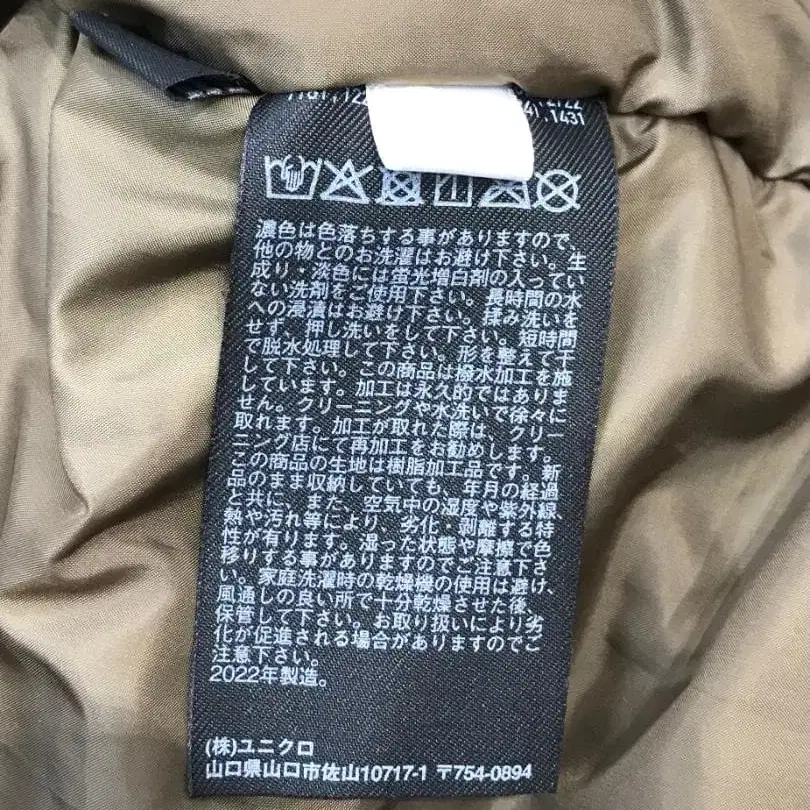 41.1431
濃色は色落ちする事がありますので、
他の物とのお洗濯はお避け下さい。生
成り・淡色には蛍光増白剤の入ってい
ない洗剤をご使用下さい。長時間の水
への浸漬はお避け下さい。揉み洗いを
せず、押し洗いをして下さい。短時間
で脱水処理して下さい。形を整えて干
して下さい。この商品は撥水加工を施
しています。加工は永久的ではありま
せん。クリーニングや水洗いで徐々に
取れます。加工が取れた際は、クリー
ニング店にて再加工をお勧めします。
この商品の生地は樹脂加工品です。新
品のまま収納していても、年月の経過
と共に、また、空気中の湿度や紫外線、
熱や汚れ等により、劣化・剥離する特
性が有ります。湿った状態や摩擦で色
移りする事がありますのでご注意下さ
い。家庭洗濯時の乾燥機の使用は避け、
風通しの良い所で十分乾燥させた後、
保管して下さい。お取り扱いにより劣
化が促進される場合がありますのでご
注意下さい。
2022年製造。
(株)ユニクロ
山口県山口市佐山10717-1 〒754-0894